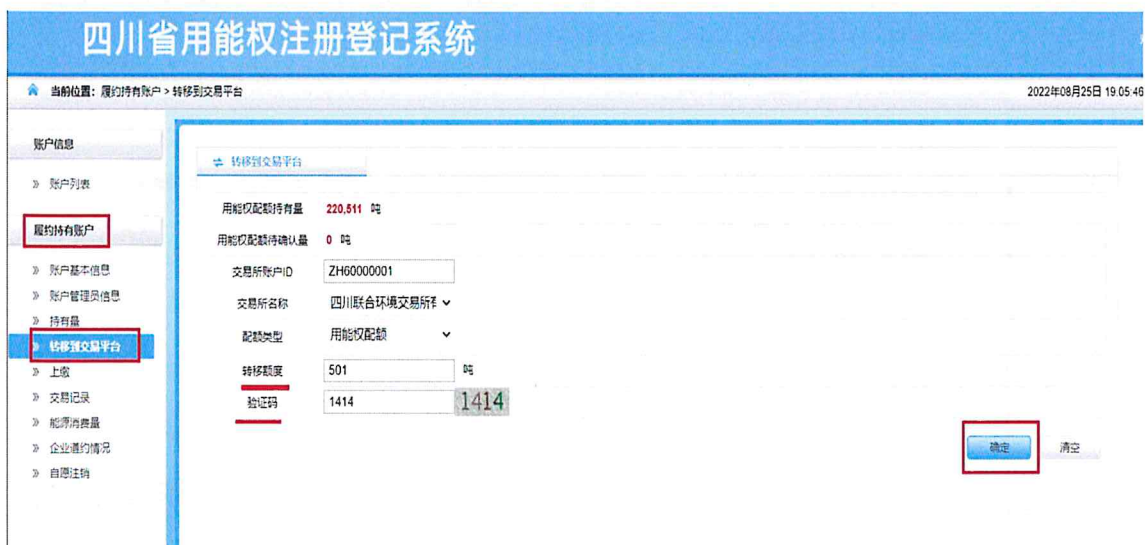 四川省用能权注册登记系统
当前位置：履约持有账户 > 转移到交易平台
2022年08月25日 19:05:46
账户信息
账户列表
履约持有账户
账户基本信息
账户管理员信息
持有量
转移到交易平台
上缴
交易记录
能源消费量
企业遵约情况
自愿注销
转移到交易平台
用能权配额持有量 220,511 吨
用能权配额待确认量 0 吨
交易所账户ID ZH60000001
交易所名称 四川联合环境交易所有
配额类型 用能权配额
转移额度 501 吨
验证码 1414 1414
确定 清空